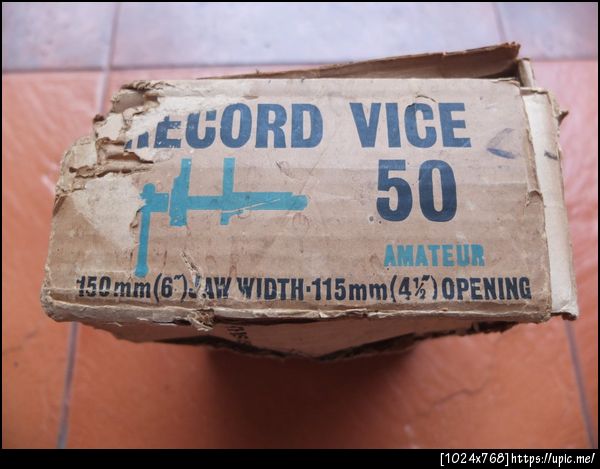 RECORD VICE
50
AMATEUR
150mm(6")JAW WIDTH·115mm(4½")OPENING
[1024x768]https://upic.me/